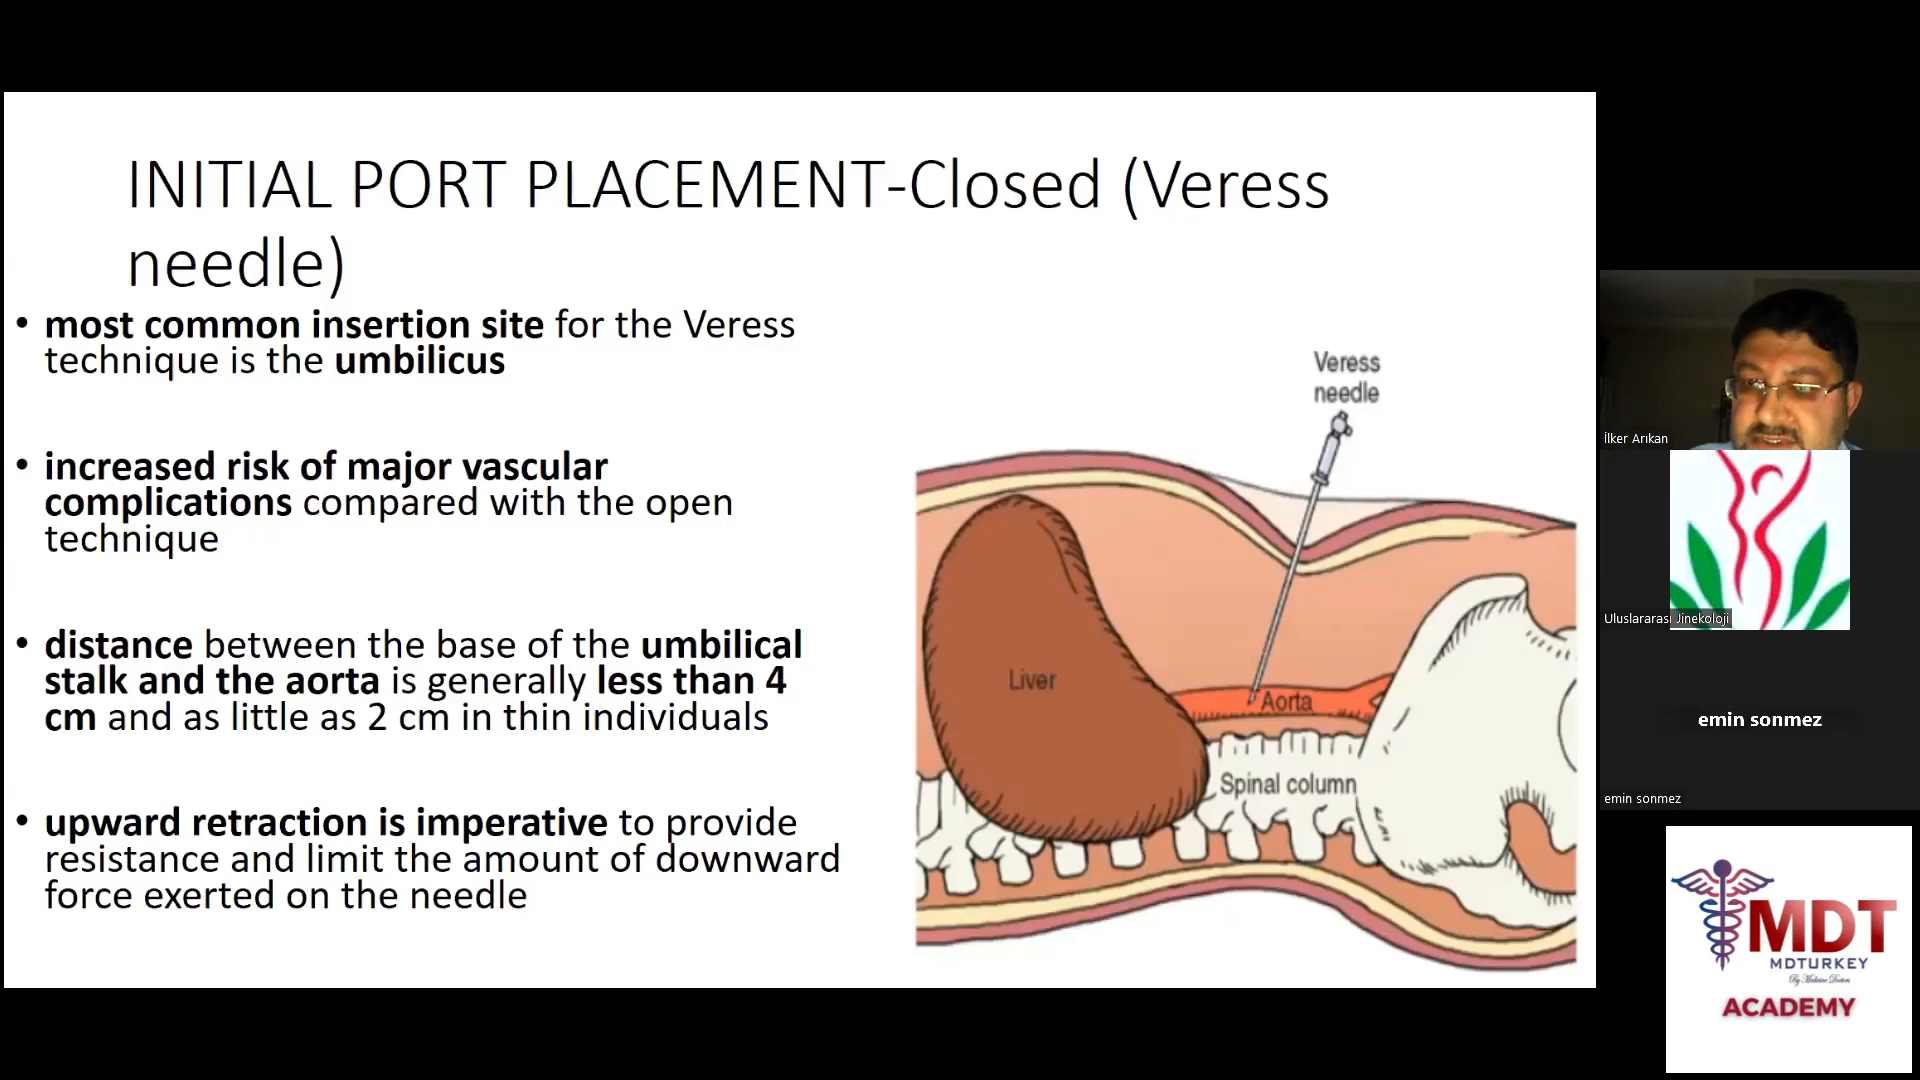 INITIAL PORT PLACEMENT-Closed (Veress
needle)
• most common insertion site for the Veress
technique is the umbilicus
• increased risk of major vascular
complications compared with the open
technique
• distance between the base of the umbilical
stalk and the aorta is generally less than 4
cm and as little as 2 cm in thin individuals
• upward retraction is imperative to provide
resistance and limit the amount of downward
force exerted on the needle
Veress
needle
Liver
Aorta
Spinal column
İlker Arıkan
Uluslararası Jinekoloji
emin sonmez
emin sonmez
MDT
MDTURKEY
By Medicine Doctors
ACADEMY